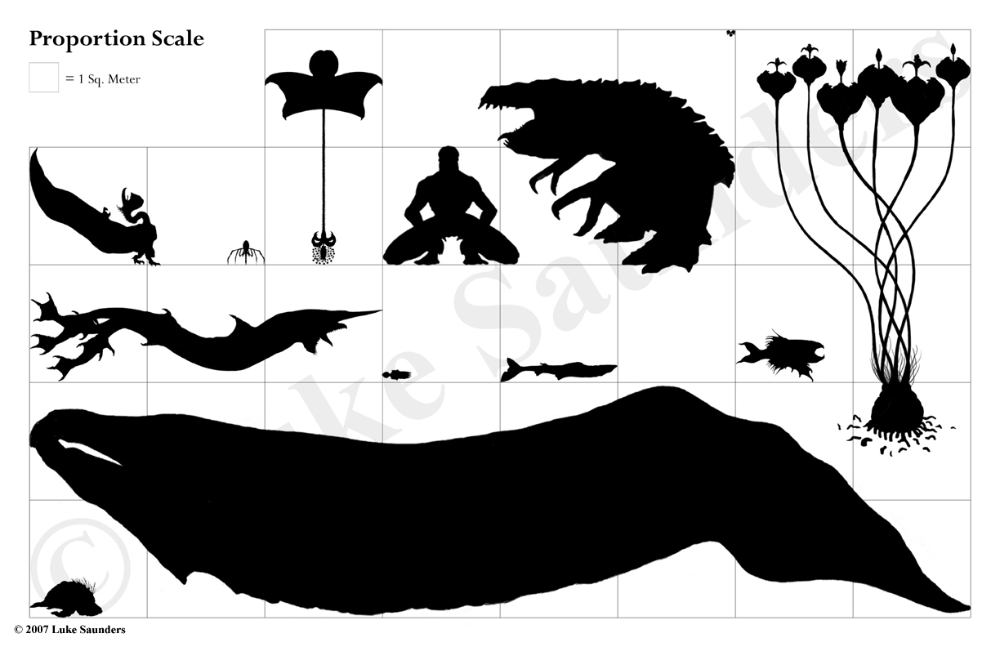 Proportion Scale
= 1 Sq. Meter
© Luke Saunders
© 2007 Luke Saunders